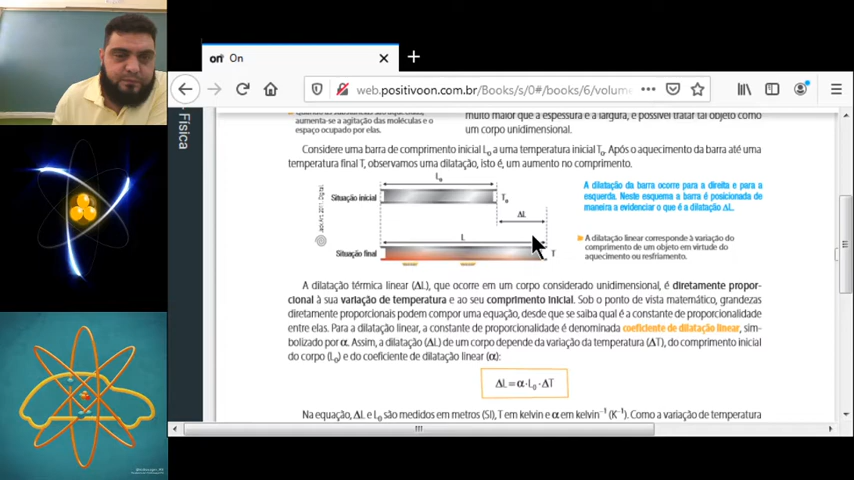 on On
web.positivoon.com.br/Books/s/0#/books/6/volum
Física
aumenta-se a agitação das moléculas e o
espaço ocupado por elas.
muito maior que a espessura e a largura, é possível tratar tal objeto como
um corpo unidimensional.
Considere uma barra de comprimento inicial L₀ a uma temperatura inicial T₀. Após o aquecimento da barra até uma
temperatura final T, observamos uma dilatação, isto é, um aumento no comprimento.
L₀
Situação inicial
T₀
ΔL
L
Situação final
T
A dilatação da barra ocorre para a direita e para a
esquerda. Neste esquema a barra é posicionada de
maneira a evidenciar o que é a dilatação ΔL.
A dilatação linear corresponde à variação do
comprimento de um objeto em virtude do
aquecimento ou resfriamento.
A dilatação térmica linear (ΔL), que ocorre em um corpo considerado unidimensional, é diretamente propor-
cional à sua variação de temperatura e ao seu comprimento inicial. Sob o ponto de vista matemático, grandezas
diretamente proporcionais podem compor uma equação, desde que se saiba qual é a constante de proporcionalidade
entre elas. Para a dilatação linear, a constante de proporcionalidade é denominada coeficiente de dilatação linear, sim-
bolizado por α. Assim, a dilatação (ΔL) de um corpo depende da variação da temperatura (ΔT), do comprimento inicial
do corpo (L₀) e do coeficiente de dilatação linear (α):
ΔL = α · L₀ · ΔT
Na equação, ΔL e L₀ são medidos em metros (SI), T em kelvin e α em kelvin⁻¹ (K⁻¹). Como a variação de temperatura